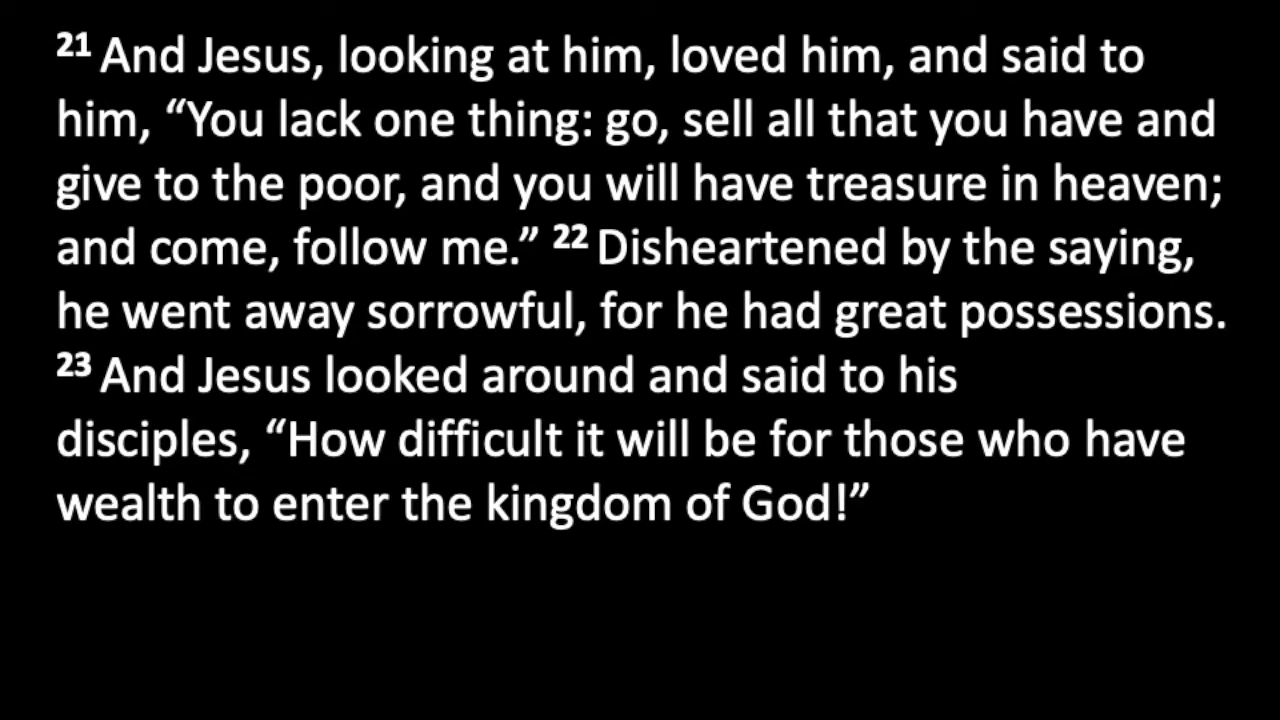 21 And Jesus, looking at him, loved him, and said to
him, “You lack one thing: go, sell all that you have and
give to the poor, and you will have treasure in heaven;
and come, follow me.” 22 Disheartened by the saying,
he went away sorrowful, for he had great possessions.
23 And Jesus looked around and said to his
disciples, “How difficult it will be for those who have
wealth to enter the kingdom of God!”